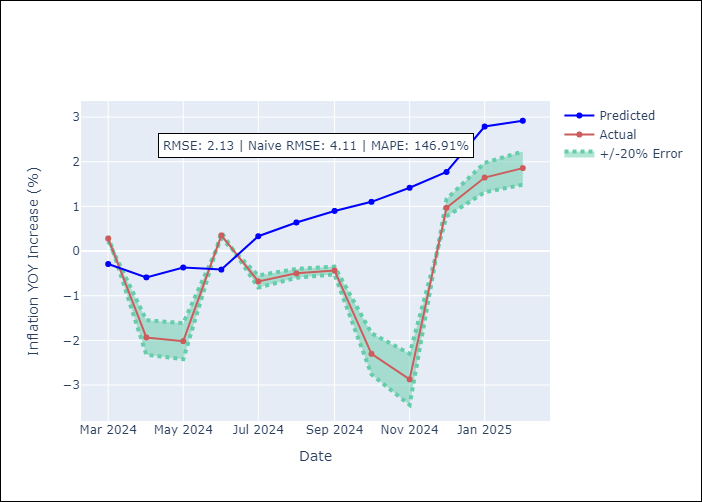 RMSE: 2.13 | Naive RMSE: 4.11 | MAPE: 146.91%
Predicted
Actual
+/-20% Error
Inflation YOY Increase (%)
3
2
1
0
−1
−2
−3
Mar 2024
May 2024
Jul 2024
Sep 2024
Nov 2024
Jan 2025
Date